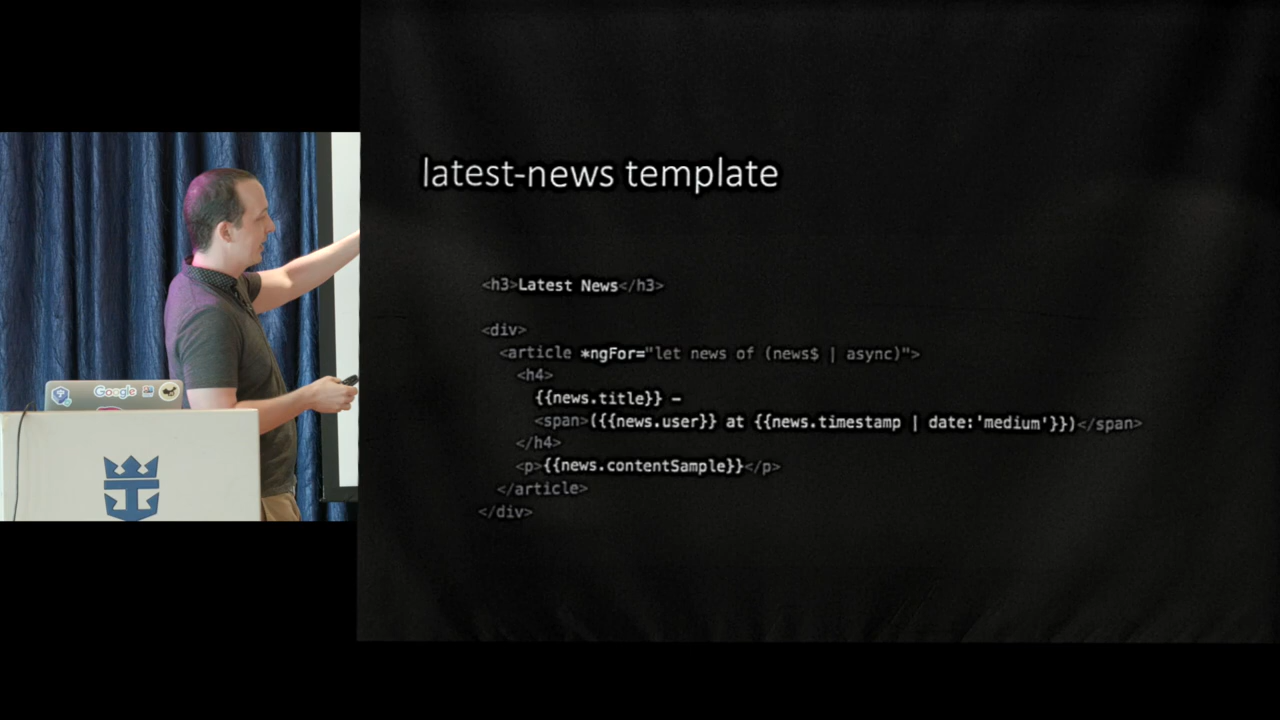 latest-news template
<h3>Latest News</h3>
<div>
<article *ngFor="let news of (news$ | async)">
<h4>
{{news.title}} –
<span>({{news.user}} at {{news.timestamp | date:'medium'}})</span>
</h4>
<p>{{news.contentSample}}</p>
</article>
</div>
Google